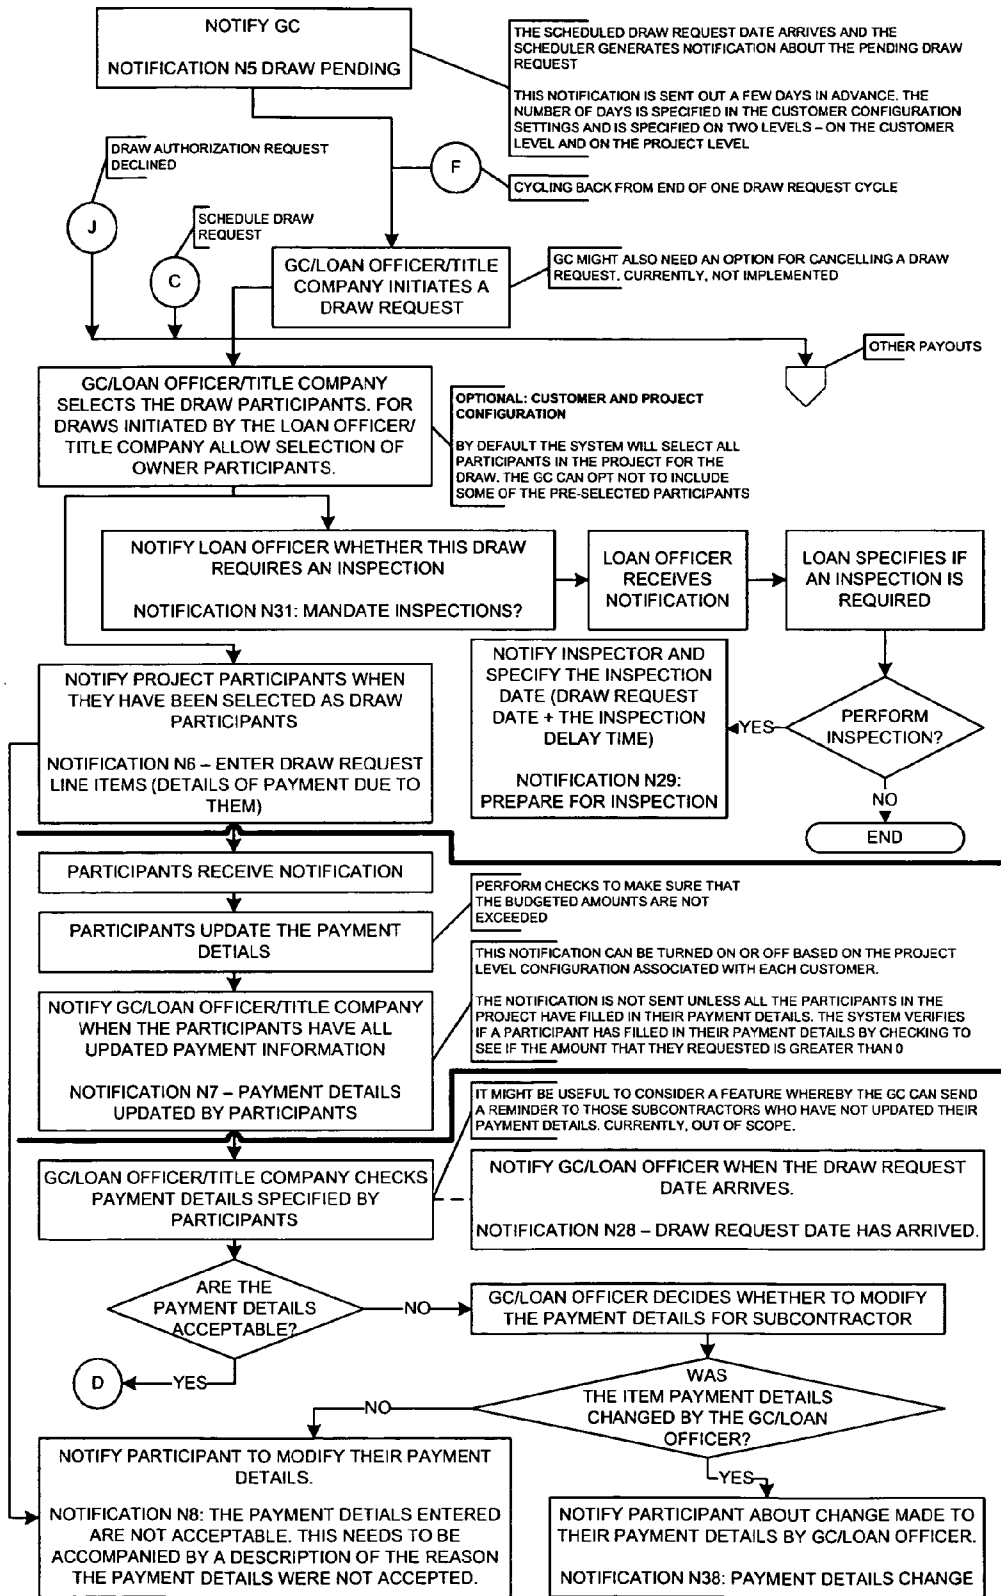 NOTIFY GC
NOTIFICATION N5 DRAW PENDING
THE SCHEDULED DRAW REQUEST DATE ARRIVES AND THE
SCHEDULER GENERATES NOTIFICATION ABOUT THE PENDING DRAW
REQUEST
THIS NOTIFICATION IS SENT OUT A FEW DAYS IN ADVANCE. THE
NUMBER OF DAYS IS SPECIFIED IN THE CUSTOMER CONFIGURATION
SETTINGS AND IS SPECIFIED ON TWO LEVELS – ON THE CUSTOMER
LEVEL AND ON THE PROJECT LEVEL
DRAW AUTHORIZATION REQUEST
DECLINED
F
CYCLING BACK FROM END OF ONE DRAW REQUEST CYCLE
J
SCHEDULE DRAW
REQUEST
C
GC/LOAN OFFICER/TITLE
COMPANY INITIATES A
DRAW REQUEST
GC MIGHT ALSO NEED AN OPTION FOR CANCELLING A DRAW
REQUEST. CURRENTLY, NOT IMPLEMENTED
OTHER PAYOUTS
GC/LOAN OFFICER/TITLE COMPANY
SELECTS THE DRAW PARTICIPANTS. FOR
DRAWS INITIATED BY THE LOAN OFFICER/
TITLE COMPANY ALLOW SELECTION OF
OWNER PARTICIPANTS.
OPTIONAL: CUSTOMER AND PROJECT
CONFIGURATION
BY DEFAULT THE SYSTEM WILL SELECT ALL
PARTICIPANTS IN THE PROJECT FOR THE
DRAW. THE GC CAN OPT NOT TO INCLUDE
SOME OF THE PRE-SELECTED PARTICIPANTS
NOTIFY LOAN OFFICER WHETHER THIS DRAW
REQUIRES AN INSPECTION
NOTIFICATION N31: MANDATE INSPECTIONS?
LOAN OFFICER
RECEIVES
NOTIFICATION
LOAN SPECIFIES IF
AN INSPECTION IS
REQUIRED
NOTIFY PROJECT PARTICIPANTS WHEN
THEY HAVE BEEN SELECTED AS DRAW
PARTICIPANTS
NOTIFICATION N6 – ENTER DRAW REQUEST
LINE ITEMS (DETAILS OF PAYMENT DUE TO
THEM)
NOTIFY INSPECTOR AND
SPECIFY THE INSPECTION
DATE (DRAW REQUEST
DATE + THE INSPECTION
DELAY TIME)
NOTIFICATION N29:
PREPARE FOR INSPECTION
YES
PERFORM
INSPECTION?
NO
END
PARTICIPANTS RECEIVE NOTIFICATION
PARTICIPANTS UPDATE THE PAYMENT
DETIALS
PERFORM CHECKS TO MAKE SURE THAT
THE BUDGETED AMOUNTS ARE NOT
EXCEEDED
NOTIFY GC/LOAN OFFICER/TITLE COMPANY
WHEN THE PARTICIPANTS HAVE ALL
UPDATED PAYMENT INFORMATION
NOTIFICATION N7 – PAYMENT DETAILS
UPDATED BY PARTICIPANTS
THIS NOTIFICATION CAN BE TURNED ON OR OFF BASED ON THE PROJECT
LEVEL CONFIGURATION ASSOCIATED WITH EACH CUSTOMER.
THE NOTIFICATION IS NOT SENT UNLESS ALL THE PARTICIPANTS IN THE
PROJECT HAVE FILLED IN THEIR PAYMENT DETAILS. THE SYSTEM VERIFIES
IF A PARTICIPANT HAS FILLED IN THEIR PAYMENT DETAILS BY CHECKING TO
SEE IF THE AMOUNT THAT THEY REQUESTED IS GREATER THAN 0
IT MIGHT BE USEFUL TO CONSIDER A FEATURE WHEREBY THE GC CAN SEND
A REMINDER TO THOSE SUBCONTRACTORS WHO HAVE NOT UPDATED THEIR
PAYMENT DETAILS. CURRENTLY, OUT OF SCOPE.
GC/LOAN OFFICER/TITLE COMPANY CHECKS
PAYMENT DETAILS SPECIFIED BY
PARTICIPANTS
NOTIFY GC/LOAN OFFICER WHEN THE DRAW REQUEST
DATE ARRIVES.
NOTIFICATION N28 – DRAW REQUEST DATE HAS ARRIVED.
ARE THE
PAYMENT DETAILS
ACCEPTABLE?
NO
GC/LOAN OFFICER DECIDES WHETHER TO MODIFY
THE PAYMENT DETAILS FOR SUBCONTRACTOR
D
YES
WAS
THE ITEM PAYMENT DETAILS
CHANGED BY THE GC/LOAN
OFFICER?
NO
YES
NOTIFY PARTICIPANT TO MODIFY THEIR PAYMENT
DETAILS.
NOTIFICATION N8: THE PAYMENT DETIALS ENTERED
ARE NOT ACCEPTABLE. THIS NEEDS TO BE
ACCOMPANIED BY A DESCRIPTION OF THE REASON
THE PAYMENT DETAILS WERE NOT ACCEPTED.
NOTIFY PARTICIPANT ABOUT CHANGE MADE TO
THEIR PAYMENT DETAILS BY GC/LOAN OFFICER.
NOTIFICATION N38: PAYMENT DETAILS CHANGE